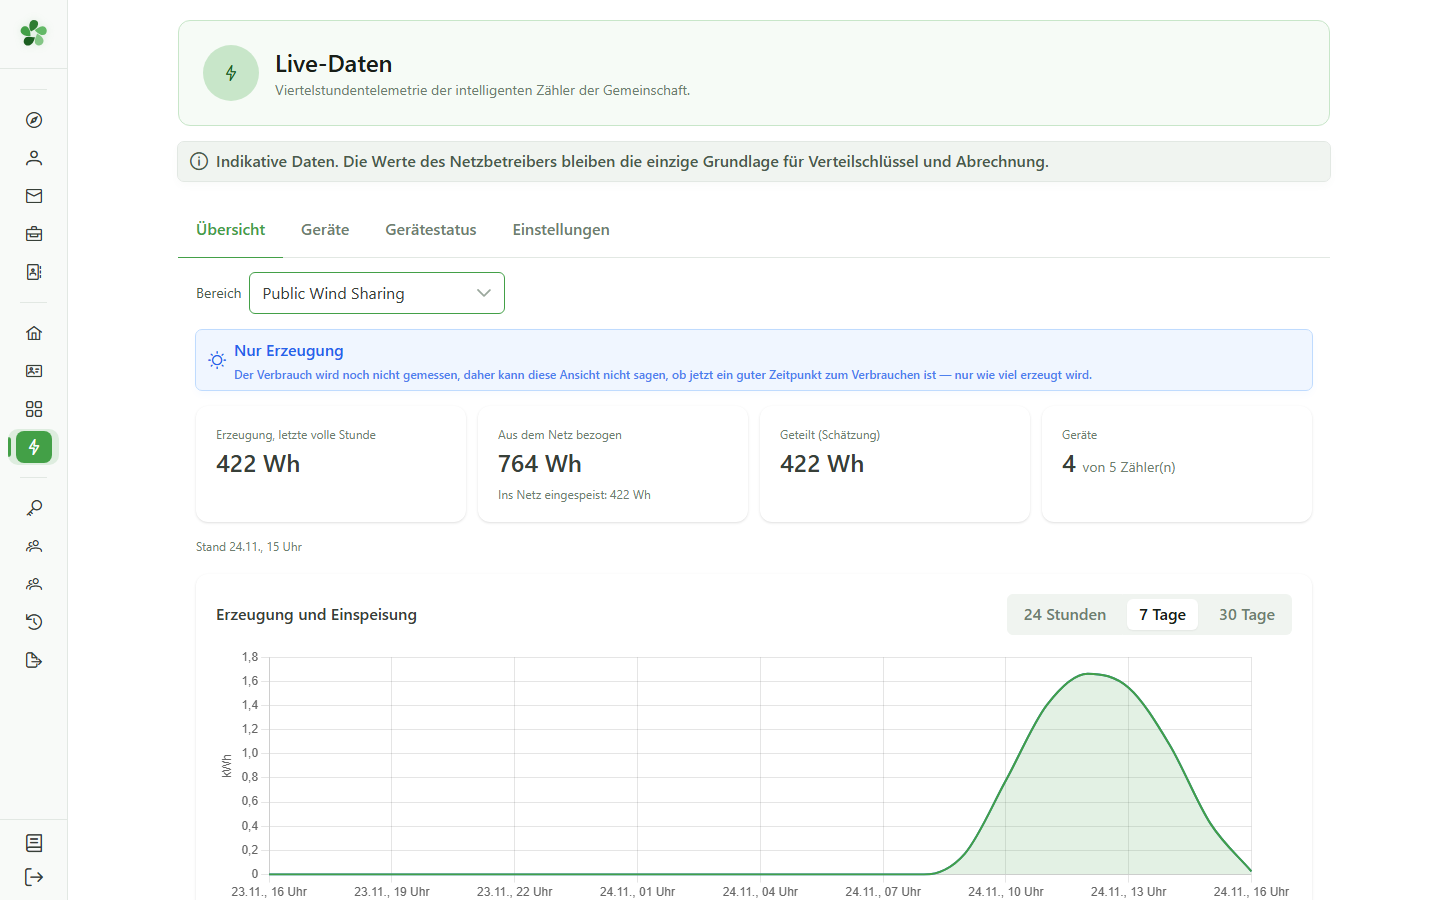 Live-Daten
Viertelstundentelemetrie der intelligenten Zähler der Gemeinschaft.
Indikative Daten. Die Werte des Netzbetreibers bleiben die einzige Grundlage für Verteilschlüssel und Abrechnung.
Übersicht
Geräte
Gerätestatus
Einstellungen
Bereich
Public Wind Sharing
Nur Erzeugung
Der Verbrauch wird noch nicht gemessen, daher kann diese Ansicht nicht sagen, ob jetzt ein guter Zeitpunkt zum Verbrauchen ist — nur wie viel erzeugt wird.
Erzeugung, letzte volle Stunde
422 Wh
Aus dem Netz bezogen
764 Wh
Ins Netz eingespeist: 422 Wh
Geteilt (Schätzung)
422 Wh
Geräte
4 von 5 Zähler(n)
Stand 24.11., 15 Uhr
Erzeugung und Einspeisung
24 Stunden
7 Tage
30 Tage
kWh
1,8
1,6
1,4
1,2
1,0
0,8
0,6
0,4
0,2
0
23.11., 16 Uhr
23.11., 19 Uhr
23.11., 22 Uhr
24.11., 01 Uhr
24.11., 04 Uhr
24.11., 07 Uhr
24.11., 10 Uhr
24.11., 13 Uhr
24.11., 16 Uhr